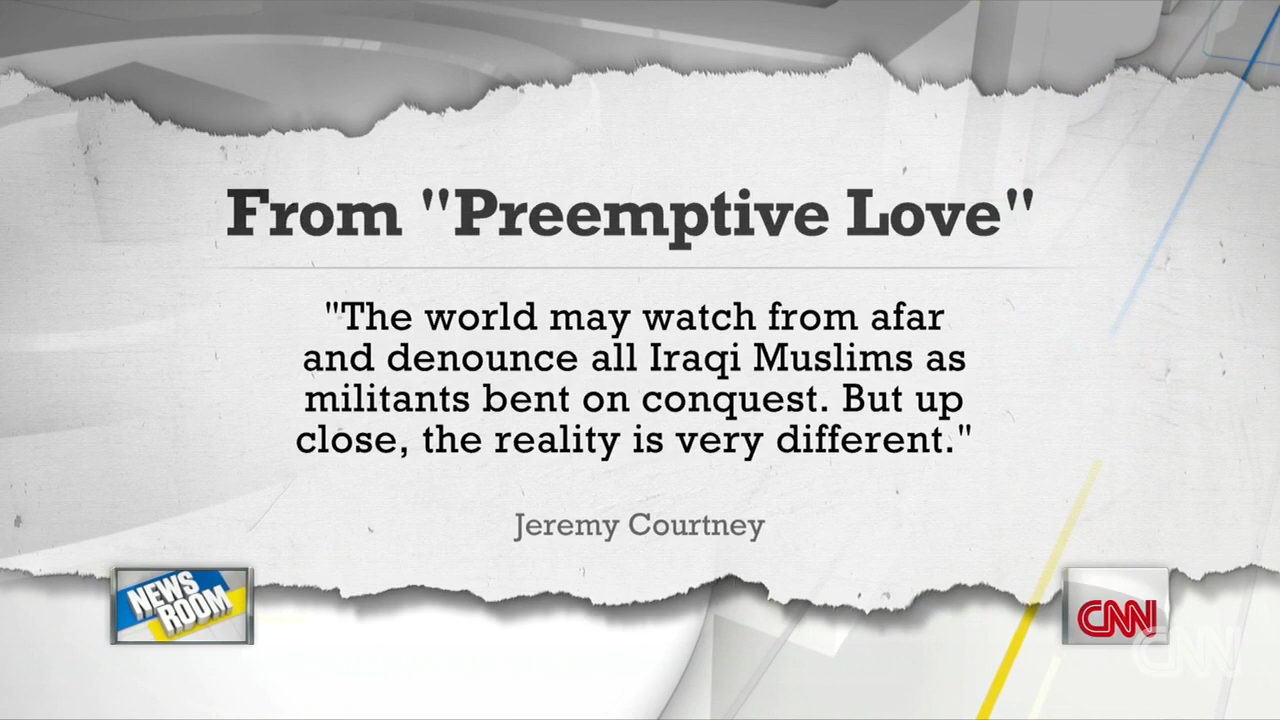 From "Preemptive Love"
"The world may watch from afar
and denounce all Iraqi Muslims as
militants bent on conquest. But up
close, the reality is very different."
Jeremy Courtney
NEWS
ROOM
CNN
CNN